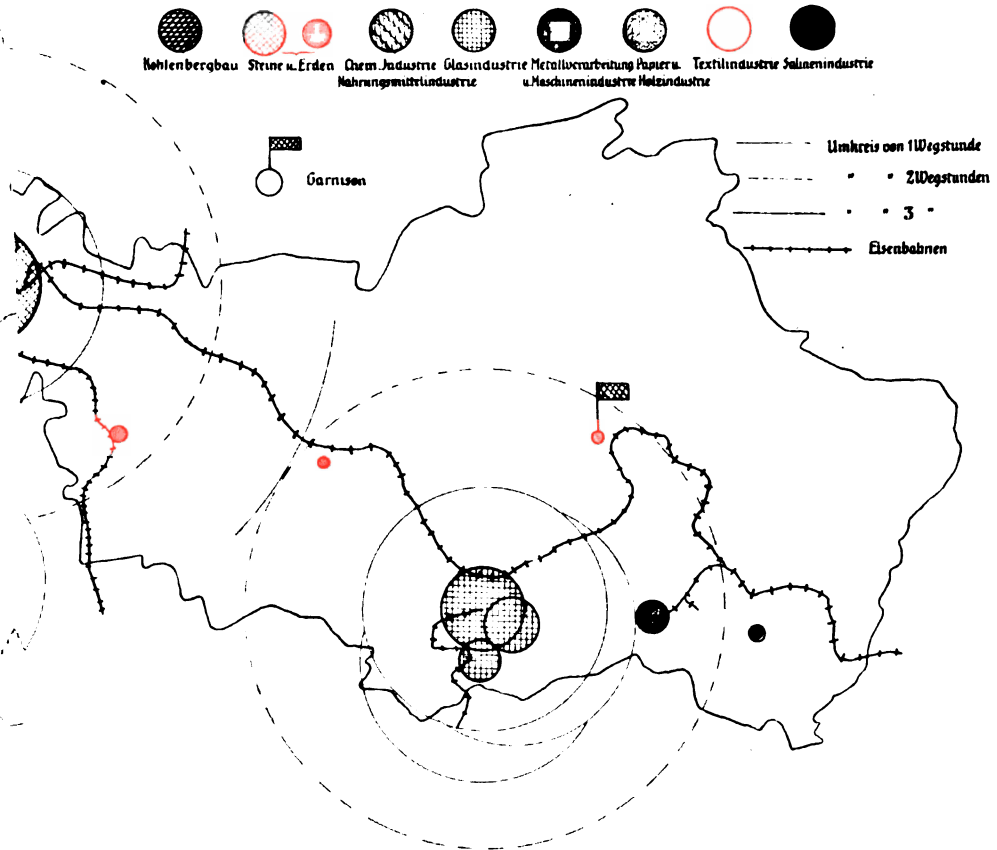 Kohlenbergbau
Steine u. Erden
Chem. Industrie
Nahrungsmittelindustrie
Glasindustrie
Metallverarbeitung
u. Maschinenindustrie
Papier u.
Holzindustrie
Textilindustrie
Salinenindustrie
Garnison
Umkreis von 1 Wegstunde
" " 2 Wegstunden
" " 3 "
Eisenbahnen